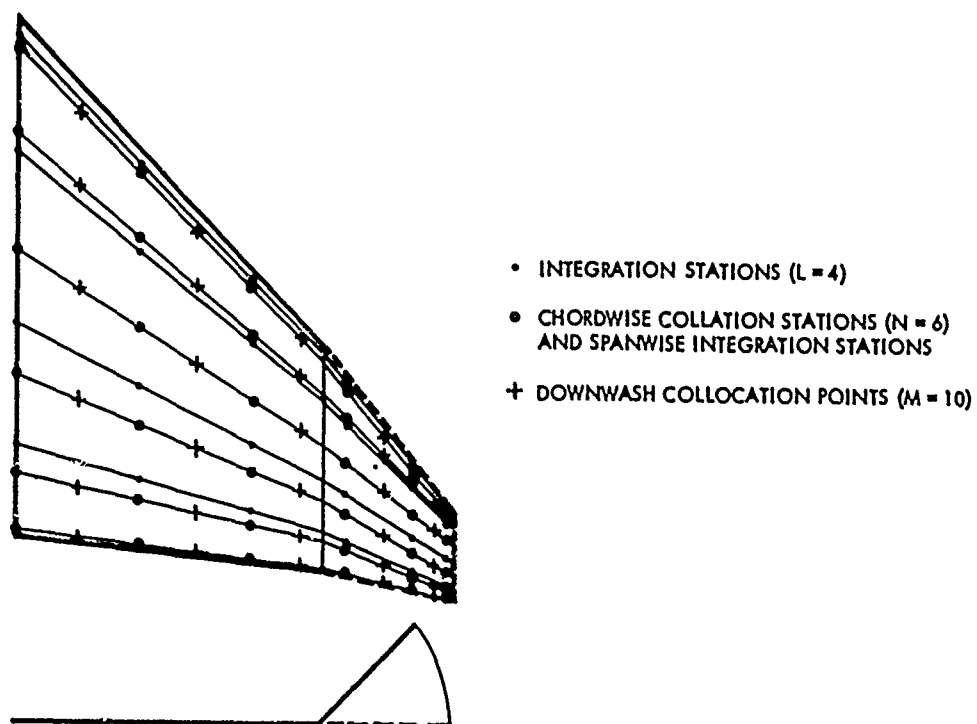 • INTEGRATION STATIONS (L = 4)
• CHORDWISE COLLATION STATIONS (N = 6)
AND SPANWISE INTEGRATION STATIONS
+ DOWNWASH COLLOCATION POINTS (M = 10)